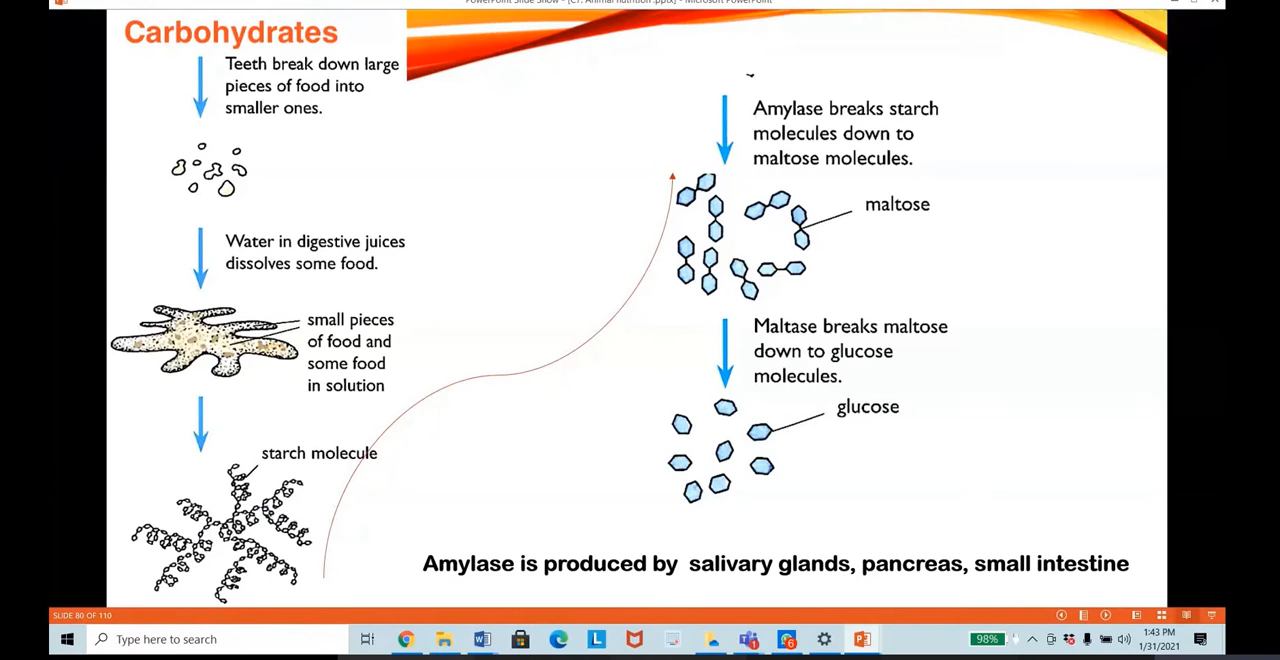 PowerPoint Slide Show - [C7. Animal nutrition .pptx] - Microsoft PowerPoint
Carbohydrates
Teeth break down large
pieces of food into
smaller ones.
Water in digestive juices
dissolves some food.
small pieces
of food and
some food
in solution
starch molecule
Amylase breaks starch
molecules down to
maltose molecules.
maltose
Maltase breaks maltose
down to glucose
molecules.
glucose
Amylase is produced by salivary glands, pancreas, small intestine
SLIDE 80 OF 110
Type here to search
98%
1:43 PM
1/31/2021